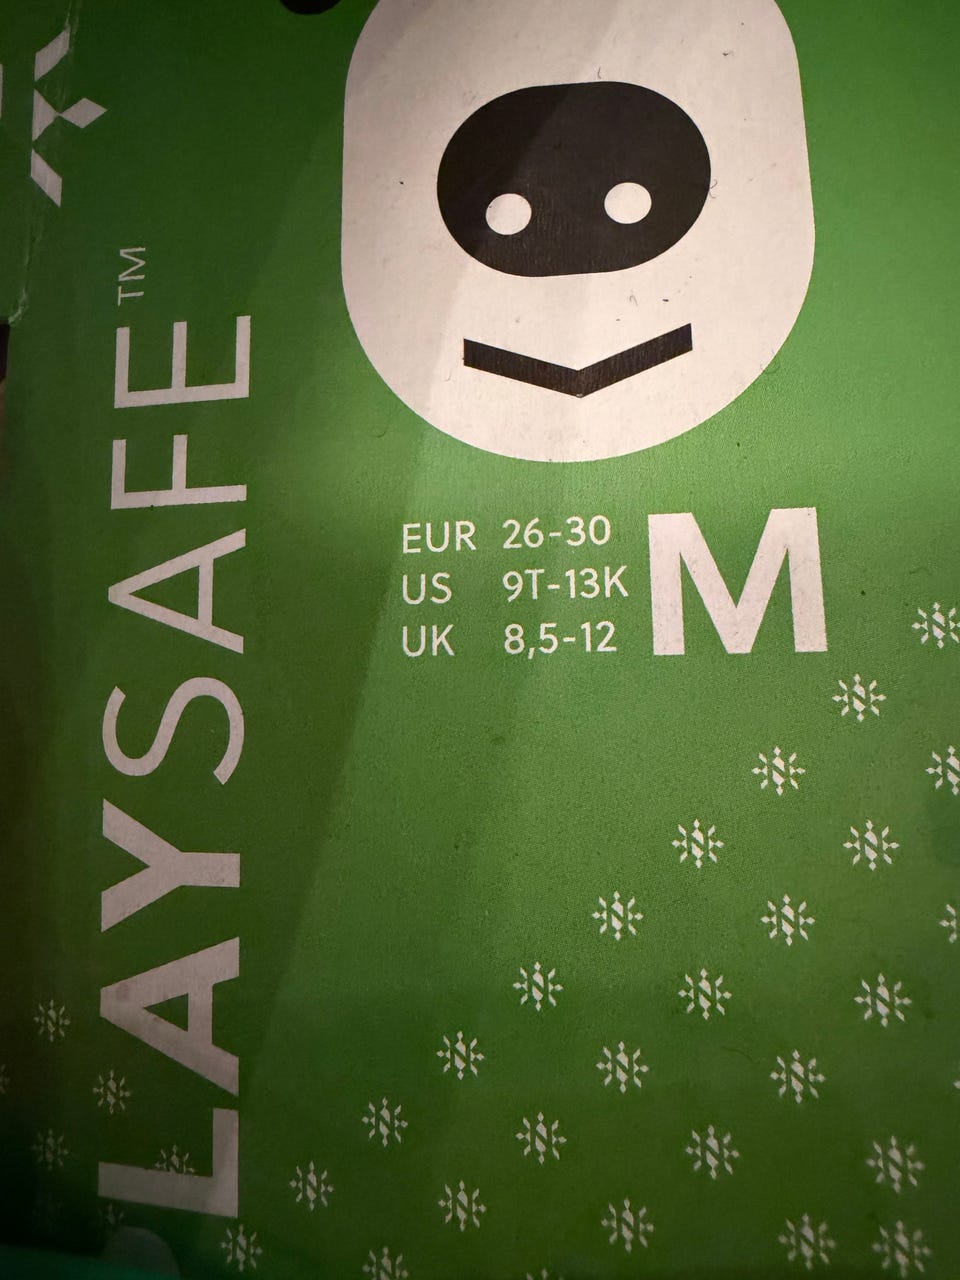 LAYSAFE™
EUR 26-30
US 9T-13K
UK 8,5-12
M